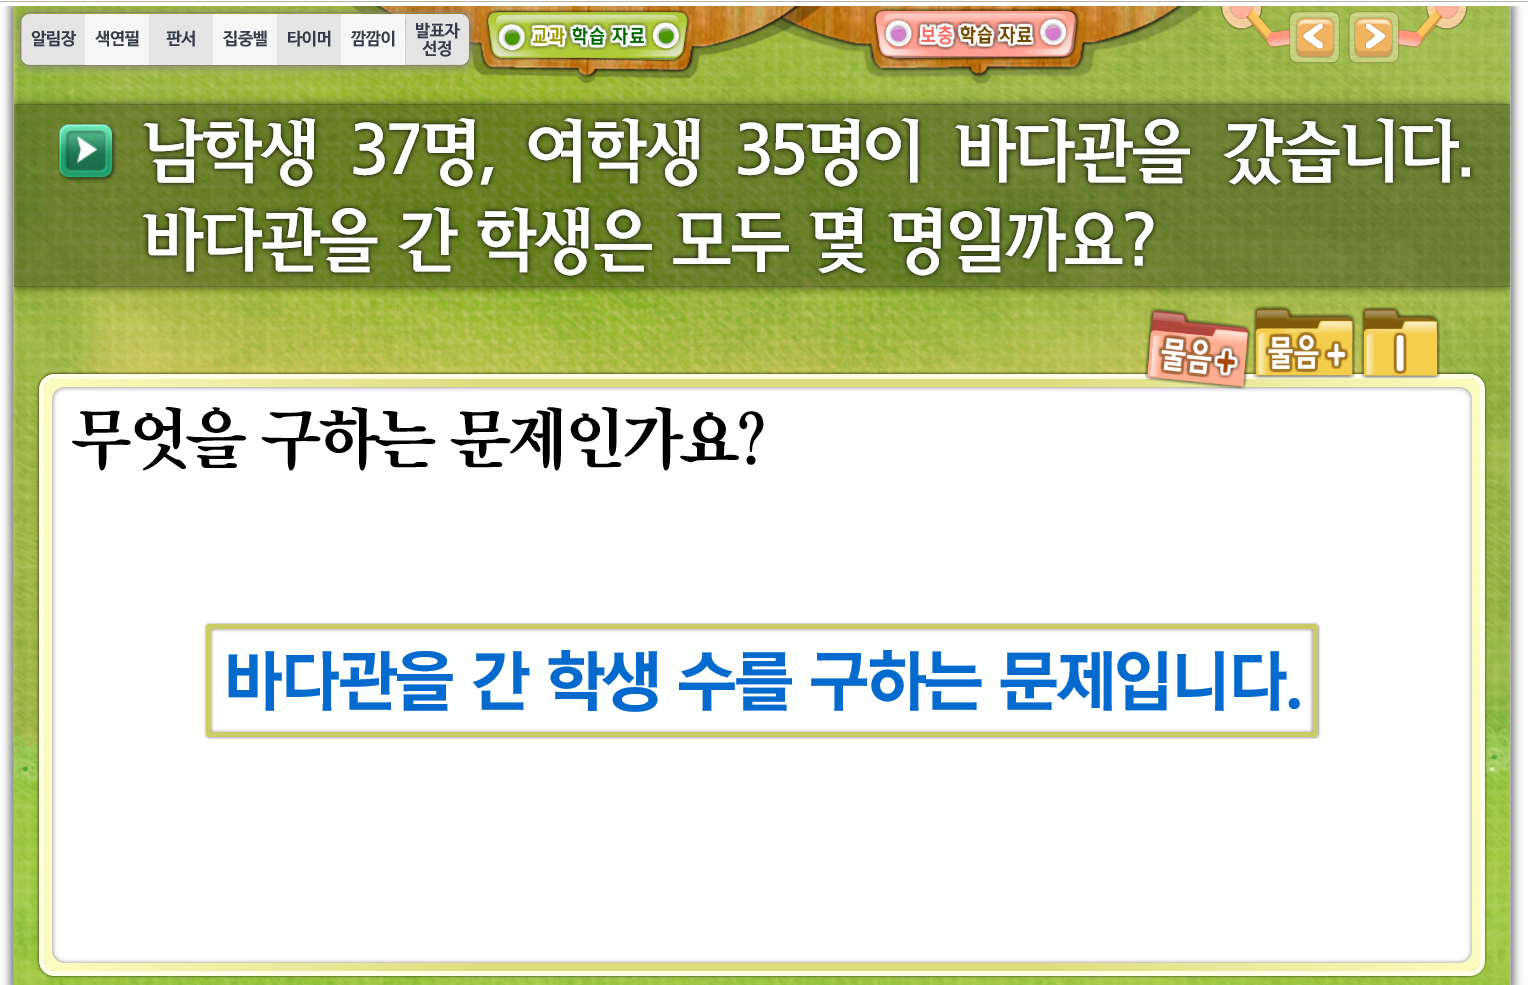 알림장 색연필 판서 집중벨 타이머 깜깜이 발표자 선정
교과 학습 자료
보충 학습 자료
남학생 37명, 여학생 35명이 바다관을 갔습니다.
바다관을 간 학생은 모두 몇 명일까요?
물음+ 물음+ 1
무엇을 구하는 문제인가요?
바다관을 간 학생 수를 구하는 문제입니다.